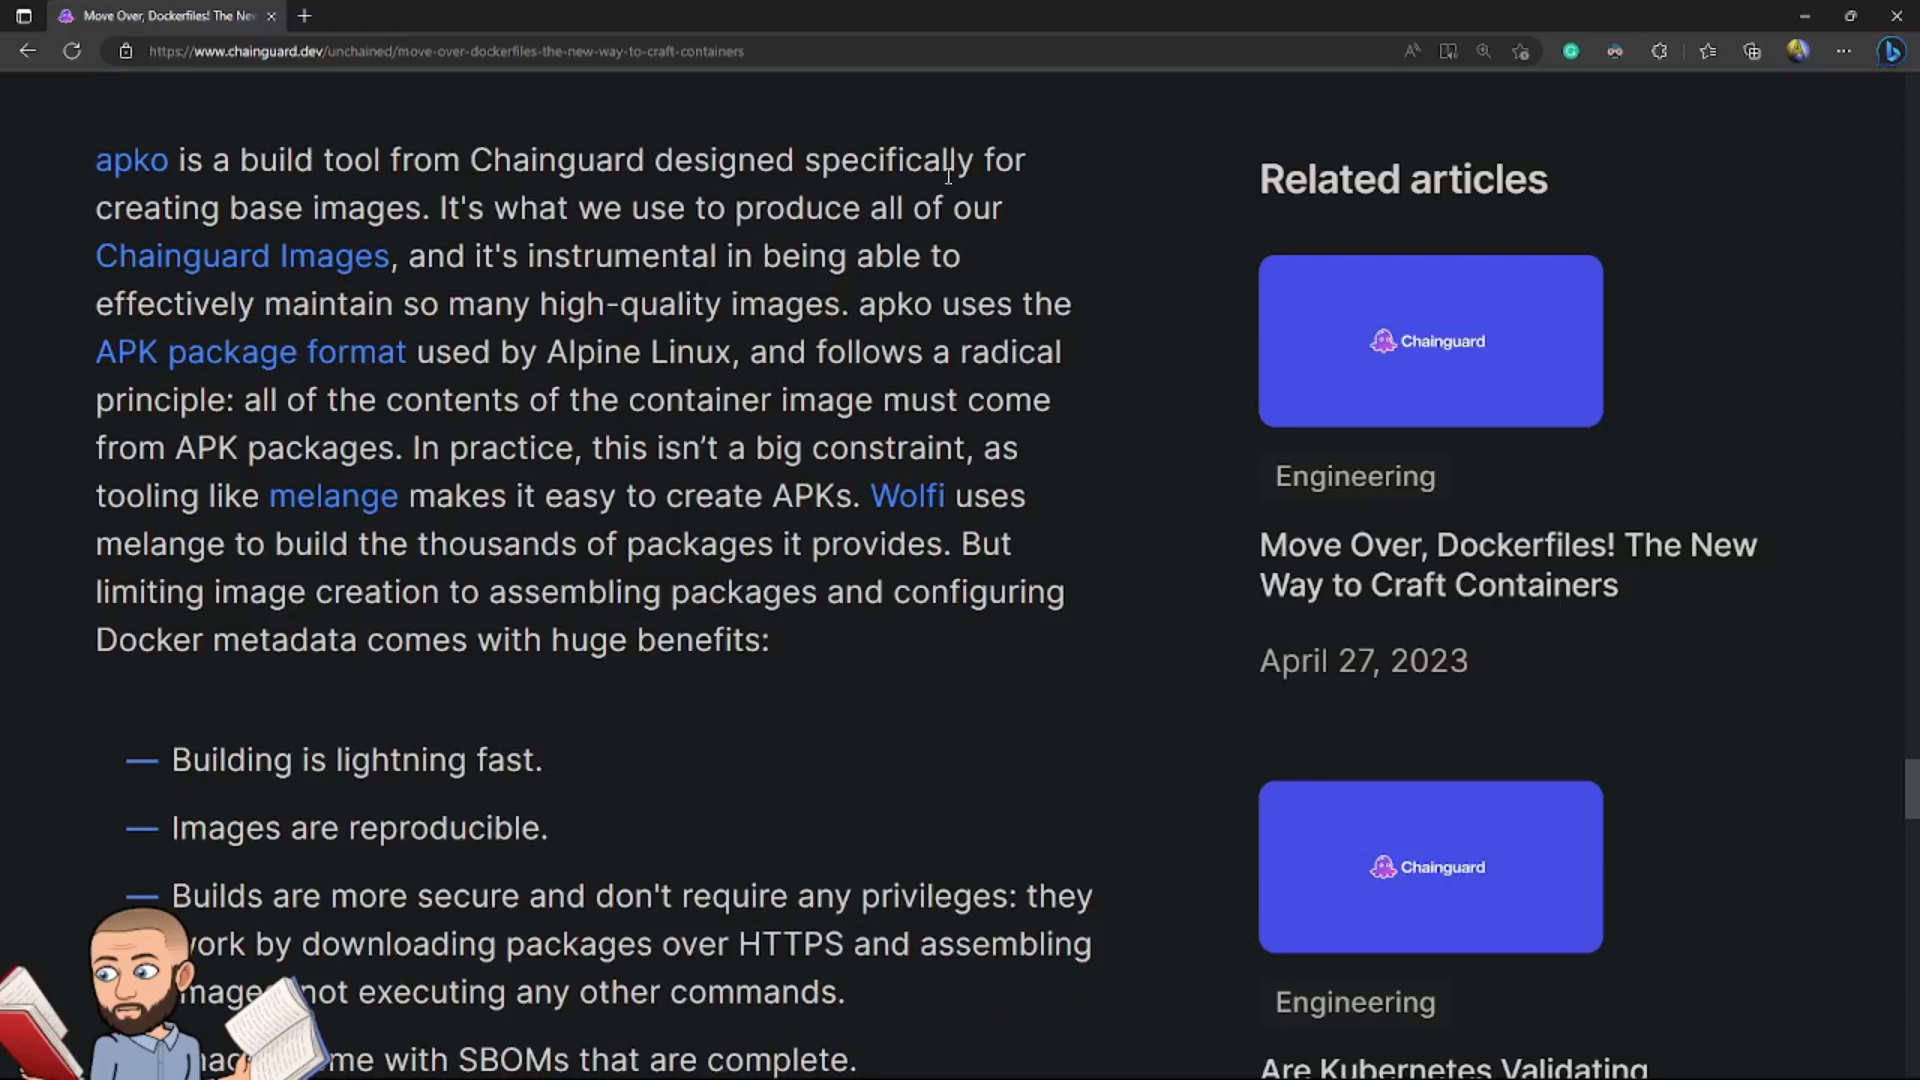 Move Over, Dockerfiles! The Ne
https://www.chainguard.dev/unchained/move-over-dockerfiles-the-new-way-to-craft-containers
apko is a build tool from Chainguard designed specifically for
creating base images. It's what we use to produce all of our
Chainguard Images, and it's instrumental in being able to
effectively maintain so many high-quality images. apko uses the
APK package format used by Alpine Linux, and follows a radical
principle: all of the contents of the container image must come
from APK packages. In practice, this isn’t a big constraint, as
tooling like melange makes it easy to create APKs. Wolfi uses
melange to build the thousands of packages it provides. But
limiting image creation to assembling packages and configuring
Docker metadata comes with huge benefits:
— Building is lightning fast.
— Images are reproducible.
— Builds are more secure and don't require any privileges: they
work by downloading packages over HTTPS and assembling
not executing any other commands.
with SBOMs that are complete.
Related articles
Chainguard
Engineering
Move Over, Dockerfiles! The New
Way to Craft Containers
April 27, 2023
Chainguard
Engineering
Are Kubernetes Validating